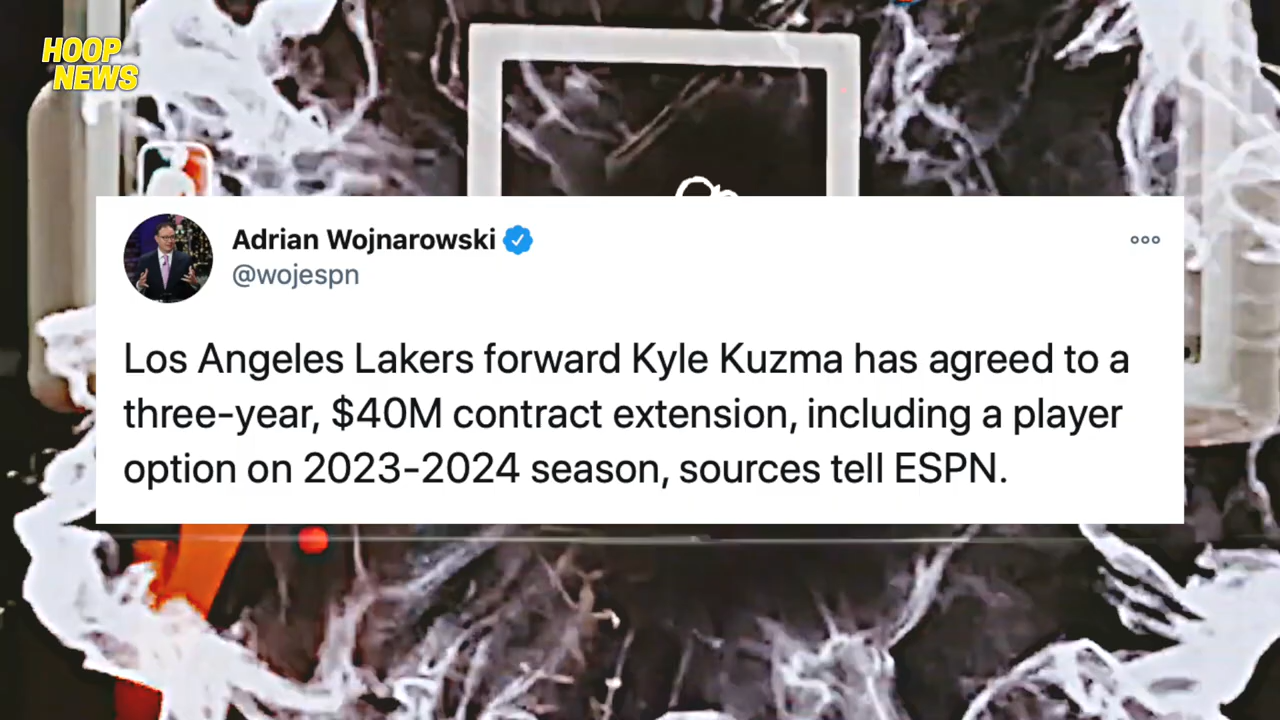 HOOP
NEWS
Adrian Wojnarowski
@wojespn
Los Angeles Lakers forward Kyle Kuzma has agreed to a
three-year, $40M contract extension, including a player
option on 2023-2024 season, sources tell ESPN.